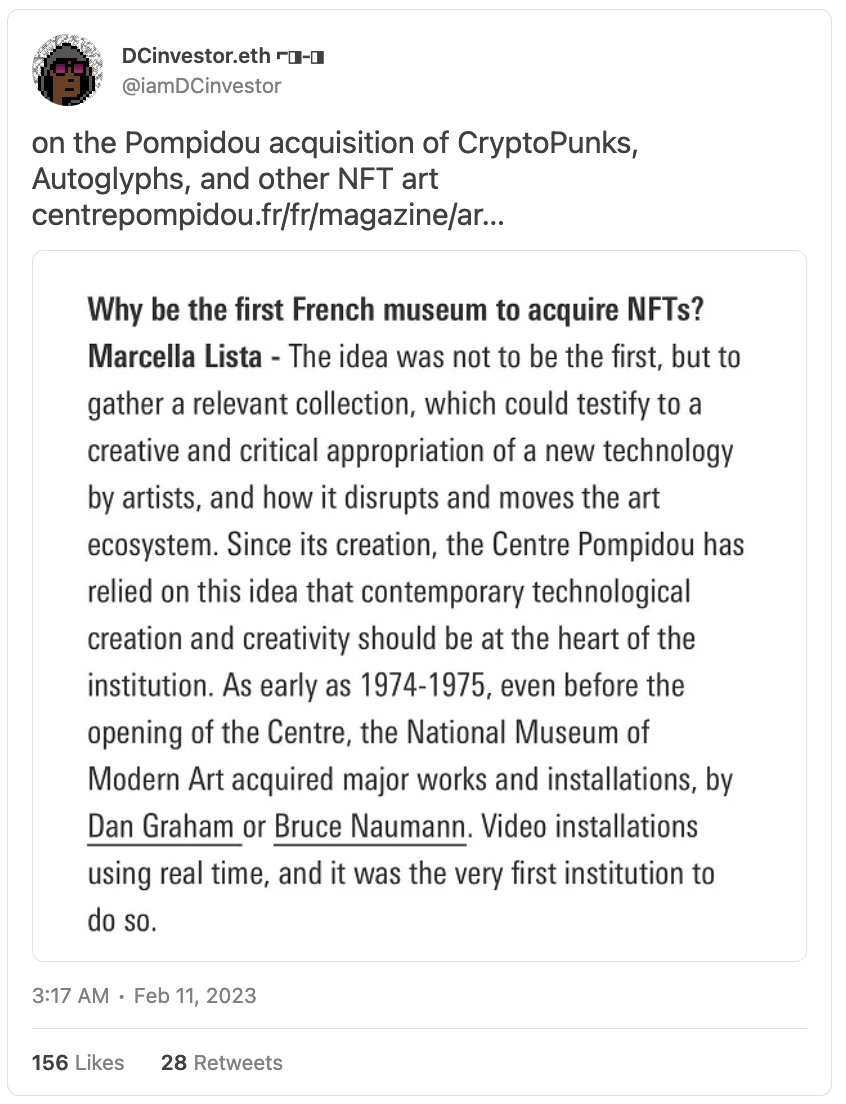 DCinvestor.eth ⌐◨-◨
@iamDCinvestor
on the Pompidou acquisition of CryptoPunks,
Autoglyphs, and other NFT art
centrepompidou.fr/fr/magazine/ar...
Why be the first French museum to acquire NFTs?
Marcella Lista - The idea was not to be the first, but to
gather a relevant collection, which could testify to a
creative and critical appropriation of a new technology
by artists, and how it disrupts and moves the art
ecosystem. Since its creation, the Centre Pompidou has
relied on this idea that contemporary technological
creation and creativity should be at the heart of the
institution. As early as 1974-1975, even before the
opening of the Centre, the National Museum of
Modern Art acquired major works and installations, by
Dan Graham or Bruce Naumann. Video installations
using real time, and it was the very first institution to
do so.
3:17 AM · Feb 11, 2023
156 Likes 28 Retweets